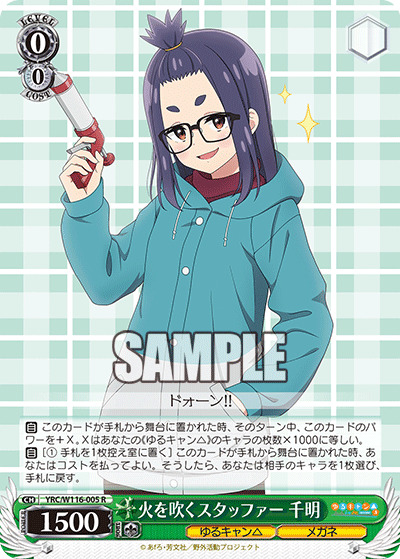 LEVEL
0
0
COST
SAMPLE
ドォーン!!
自 このカードが手札から舞台に置かれた時、そのターン中、このカードのパ
ワーを+X。Xはあなたの《ゆるキャン△》のキャラの枚数×1000に等しい。
自 [① 手札を1枚控え室に置く] このカードが手札から舞台に置かれた時、あ
なたはコストを払ってよい。そうしたら、あなたは相手のキャラを1枚選び、
手札に戻す。
CH YRC/W116-005 R
火を吹くスタッファー 千明
ゆるキャン△
1500
ゆるキャン△ メガネ
© あfろ・芳文社/野外活動プロジェクト